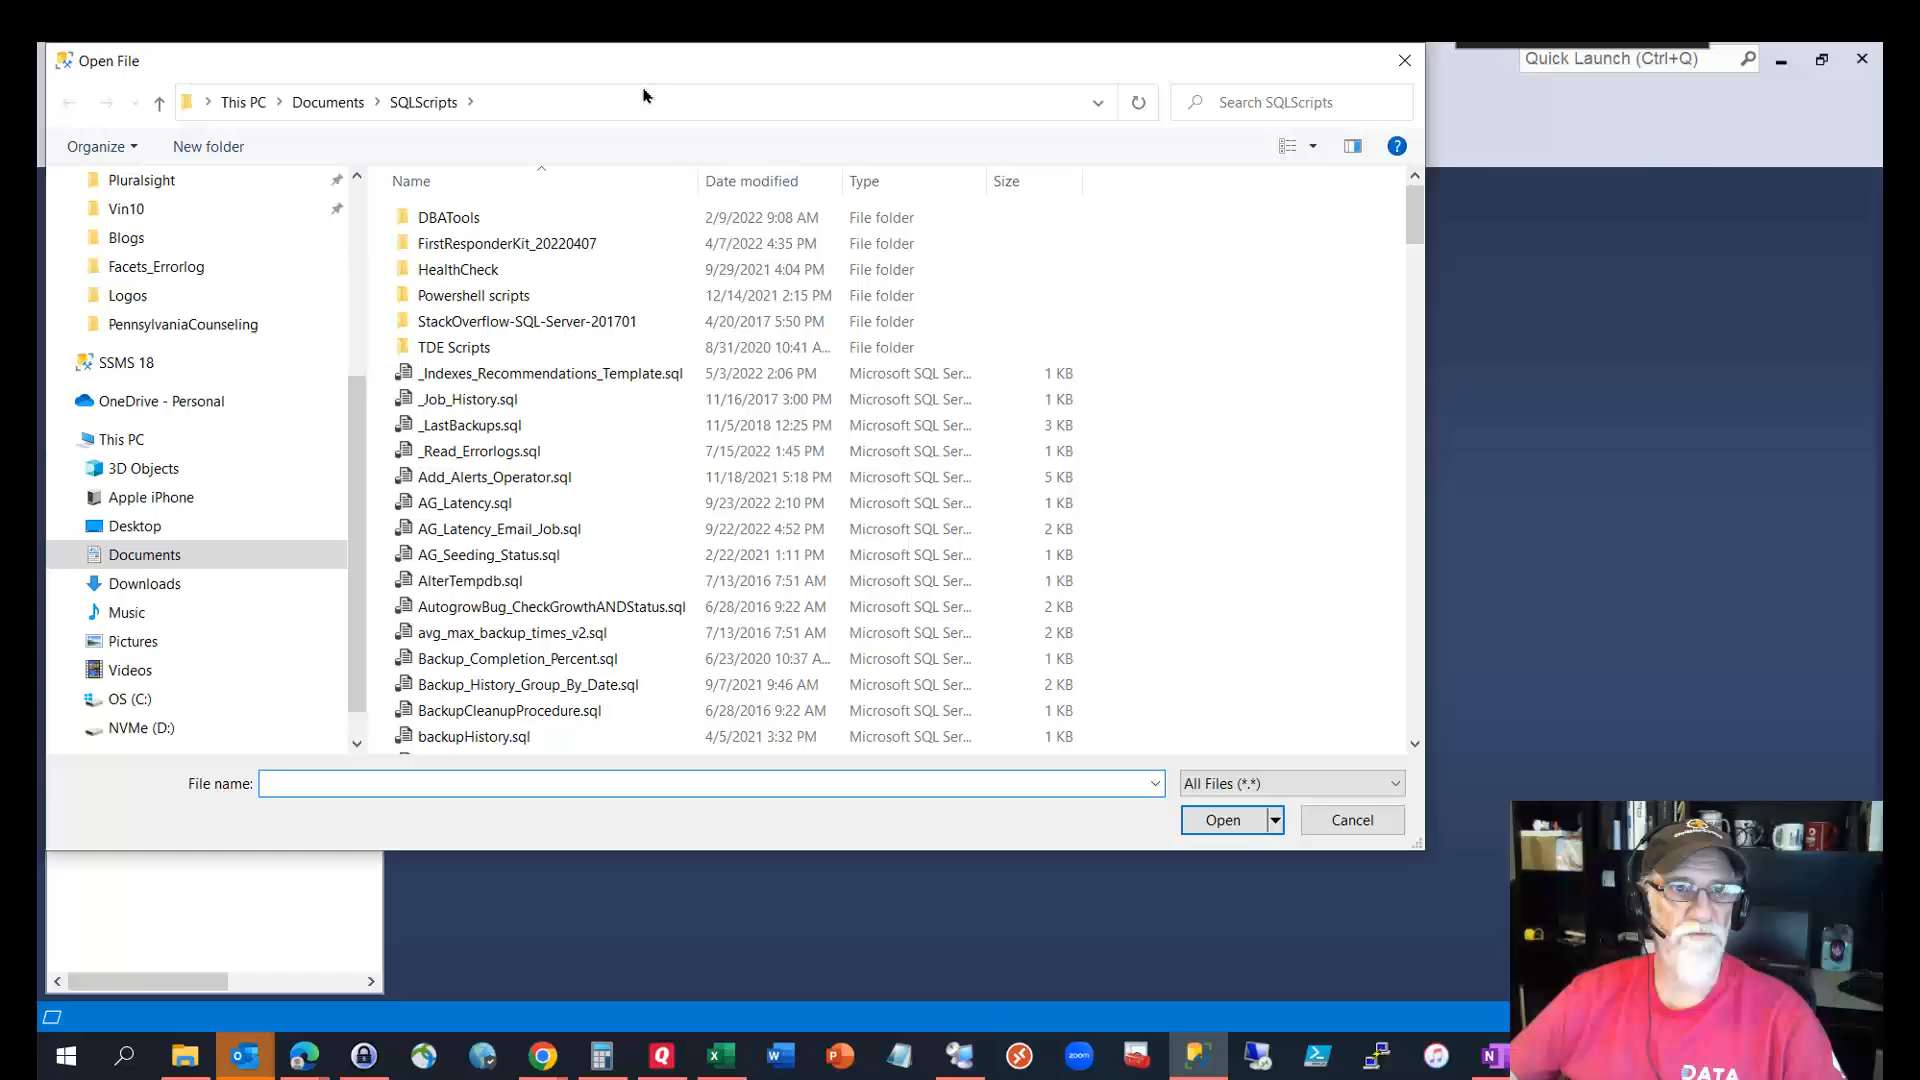 Open File
Quick Launch (Ctrl+Q)
This PC
Documents
SQLScripts
Search SQLScripts
Organize
New folder
?
Pluralsight
Vin10
Blogs
Facets_Errorlog
Logos
PennsylvaniaCounseling
SSMS 18
OneDrive - Personal
This PC
3D Objects
Apple iPhone
Desktop
Documents
Downloads
Music
Pictures
Videos
OS (C:)
NVMe (D:)
Name Date modified Type Size
DBATools 2/9/2022 9:08 AM File folder
FirstResponderKit_20220407 4/7/2022 4:35 PM File folder
HealthCheck 9/29/2021 4:04 PM File folder
Powershell scripts 12/14/2021 2:15 PM File folder
StackOverflow-SQL-Server-201701 4/20/2017 5:50 PM File folder
TDE Scripts 8/31/2020 10:41 A... File folder
_Indexes_Recommendations_Template.sql 5/3/2022 2:06 PM Microsoft SQL Ser... 1 KB
_Job_History.sql 11/16/2017 3:00 PM Microsoft SQL Ser... 1 KB
_LastBackups.sql 11/5/2018 12:25 PM Microsoft SQL Ser... 3 KB
_Read_Errorlogs.sql 7/15/2022 1:45 PM Microsoft SQL Ser... 1 KB
Add_Alerts_Operator.sql 11/18/2021 5:18 PM Microsoft SQL Ser... 5 KB
AG_Latency.sql 9/23/2022 2:10 PM Microsoft SQL Ser... 1 KB
AG_Latency_Email_Job.sql 9/22/2022 4:52 PM Microsoft SQL Ser... 2 KB
AG_Seeding_Status.sql 2/22/2021 1:11 PM Microsoft SQL Ser... 1 KB
AlterTempdb.sql 7/13/2016 7:51 AM Microsoft SQL Ser... 1 KB
AutogrowBug_CheckGrowthANDStatus.sql 6/28/2016 9:22 AM Microsoft SQL Ser... 2 KB
avg_max_backup_times_v2.sql 7/13/2016 7:51 AM Microsoft SQL Ser... 2 KB
Backup_Completion_Percent.sql 6/23/2020 10:37 A... Microsoft SQL Ser... 1 KB
Backup_History_Group_By_Date.sql 9/7/2021 9:46 AM Microsoft SQL Ser... 2 KB
BackupCleanupProcedure.sql 6/28/2016 9:22 AM Microsoft SQL Ser... 1 KB
backupHistory.sql 4/5/2021 3:32 PM Microsoft SQL Ser... 1 KB
File name:
All Files (*.*)
Open
Cancel
DATA
zoom